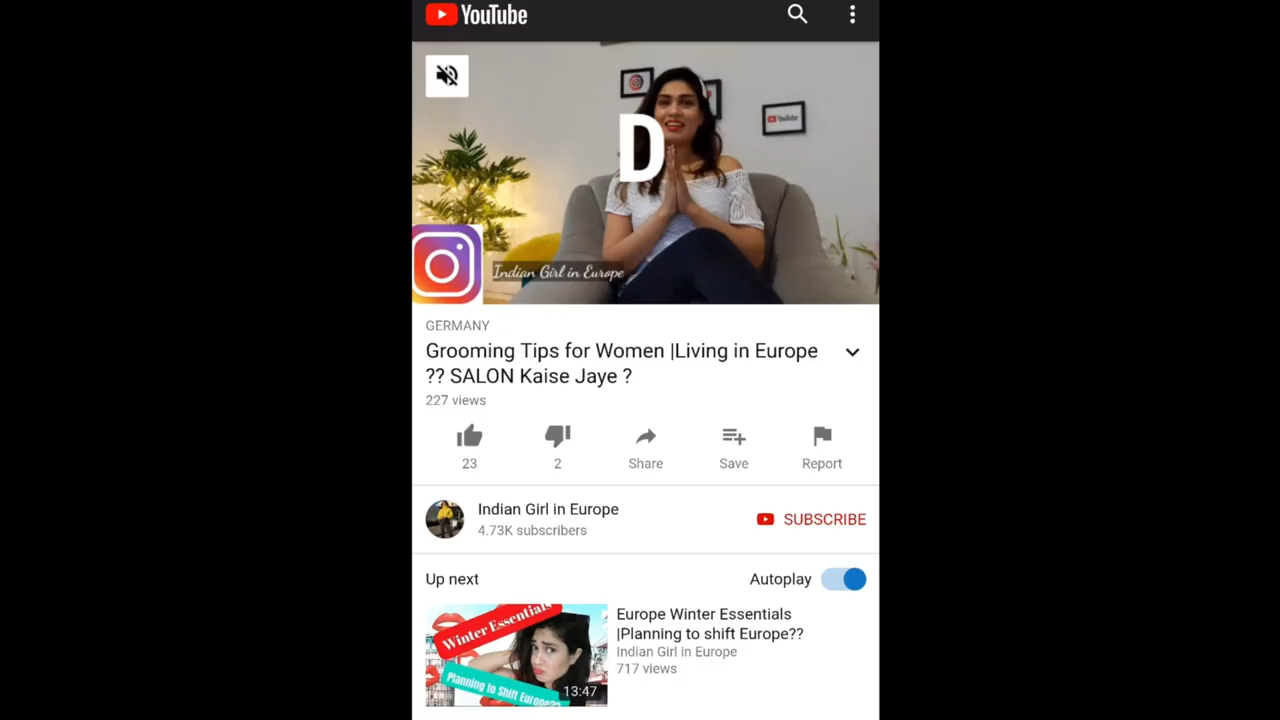 YouTube
D
YouTube
Indian Girl in Europe
GERMANY
Grooming Tips for Women |Living in Europe
?? SALON Kaise Jaye ?
227 views
23
2
Share
Save
Report
Indian Girl in Europe
4.73K subscribers
SUBSCRIBE
Up next
Autoplay
Winter Essentials
Planning to Shift Europe??
13:47
Europe Winter Essentials
|Planning to shift Europe??
Indian Girl in Europe
717 views